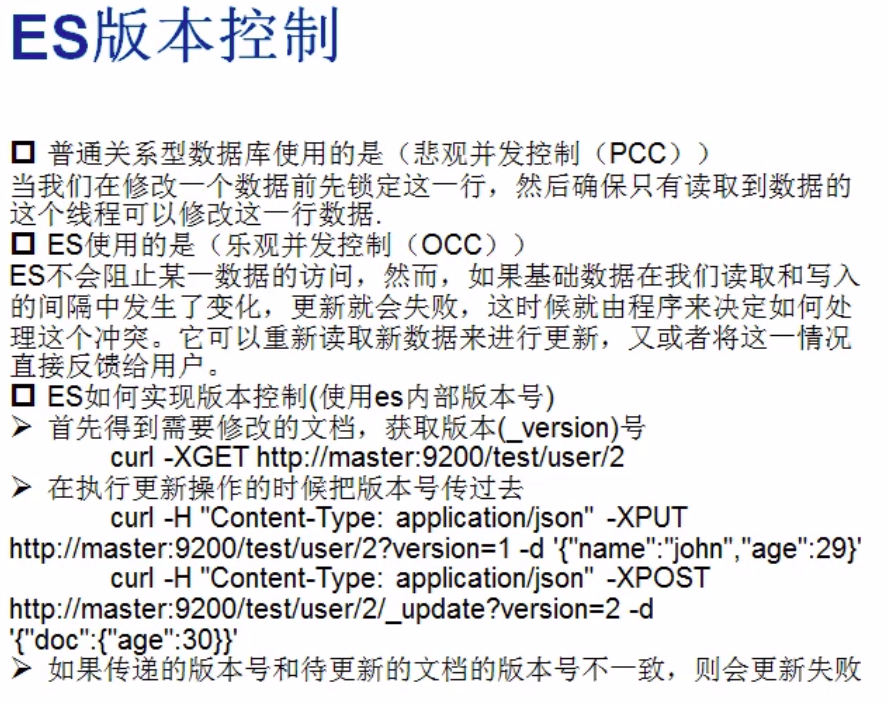 ES版本控制
□ 普通关系型数据库使用的是（悲观并发控制（PCC））
当我们在修改一个数据前先锁定这一行，然后确保只有读取到数据的
这个线程可以修改这一行数据.
□ ES使用的是（乐观并发控制（OCC））
ES不会阻止某一数据的访问，然而，如果基础数据在我们读取和写入
的间隔中发生了变化，更新就会失败，这时候就由程序来决定如何处
理这个冲突。它可以重新读取新数据来进行更新，又或者将这一情况
直接反馈给用户。
□ ES如何实现版本控制(使用es内部版本号)
➢ 首先得到需要修改的文档，获取版本(_version)号
curl -XGET http://master:9200/test/user/2
➢ 在执行更新操作的时候把版本号传过去
curl -H "Content-Type: application/json" -XPUT
http://master:9200/test/user/2?version=1 -d '{"name":"john","age":29}'
curl -H "Content-Type: application/json" -XPOST
http://master:9200/test/user/2/_update?version=2 -d
'{"doc":{"age":30}}'
➢ 如果传递的版本号和待更新的文档的版本号不一致，则会更新失败